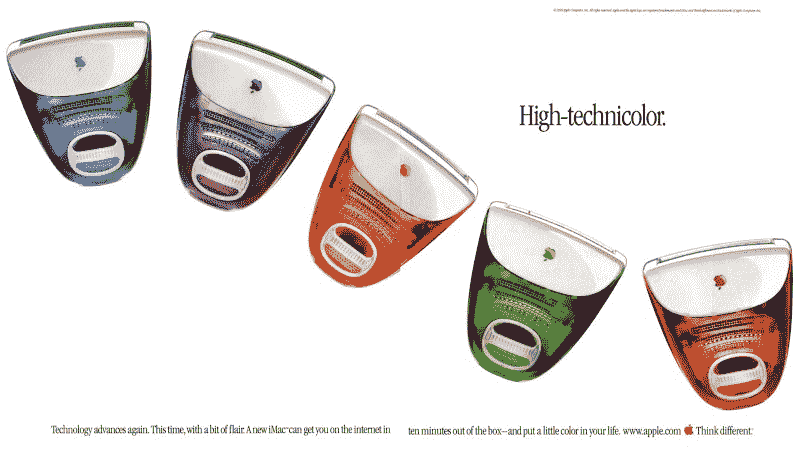 High-technicolor.
Technology advances again. This time, with a bit of flair. A new iMac™ can get you on the internet in ten minutes out of the box—and put a little color in your life. www.apple.com Think different.